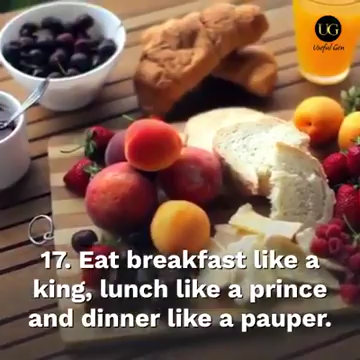 UG
Useful Gen
17. Eat breakfast like a
king, lunch like a prince
and dinner like a pauper.